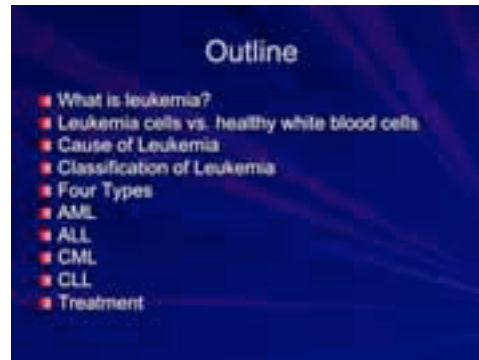 Outline
What is leukemia?
Leukemia cells vs. healthy white blood cells
Cause of Leukemia
Classification of Leukemia
Four Types
AML
ALL
CML
CLL
Treatment